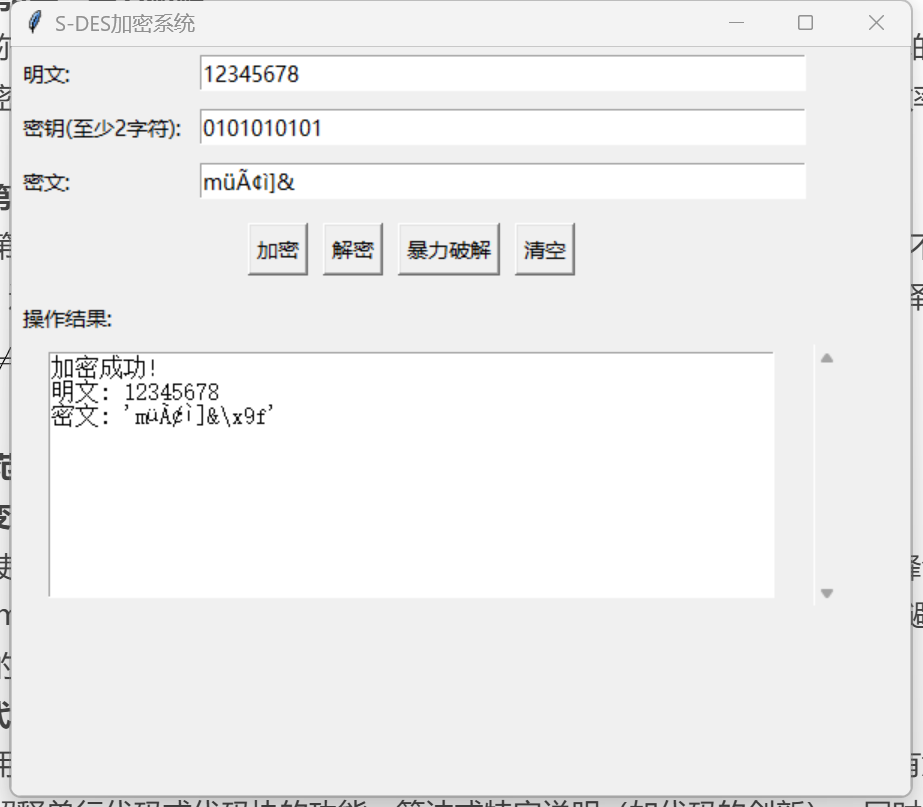 S-DES加密系统
明文: 12345678
密钥(至少2字符): 0101010101
密文: müÃ¢ì]&
加密 解密 暴力破解 清空
操作结果:
加密成功!
明文: 12345678
密文: 'müÃ¢ì]&\x9f'